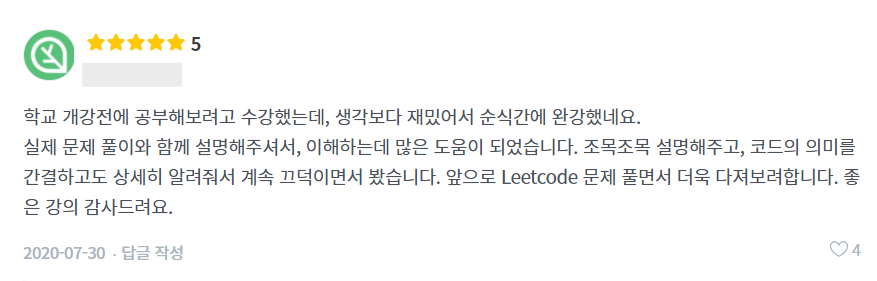 5
학교 개강전에 공부해보려고 수강했는데, 생각보다 재밌어서 순식간에 완강했네요.
실제 문제 풀이와 함께 설명해주셔서, 이해하는데 많은 도움이 되었습니다. 조목조목 설명해주고, 코드의 의미를
간결하고도 상세히 알려줘서 계속 끄덕이면서 봤습니다. 앞으로 Leetcode 문제 풀면서 더욱 다져보려합니다. 좋
은 강의 감사드려요.
2020-07-30 · 답글 작성
4